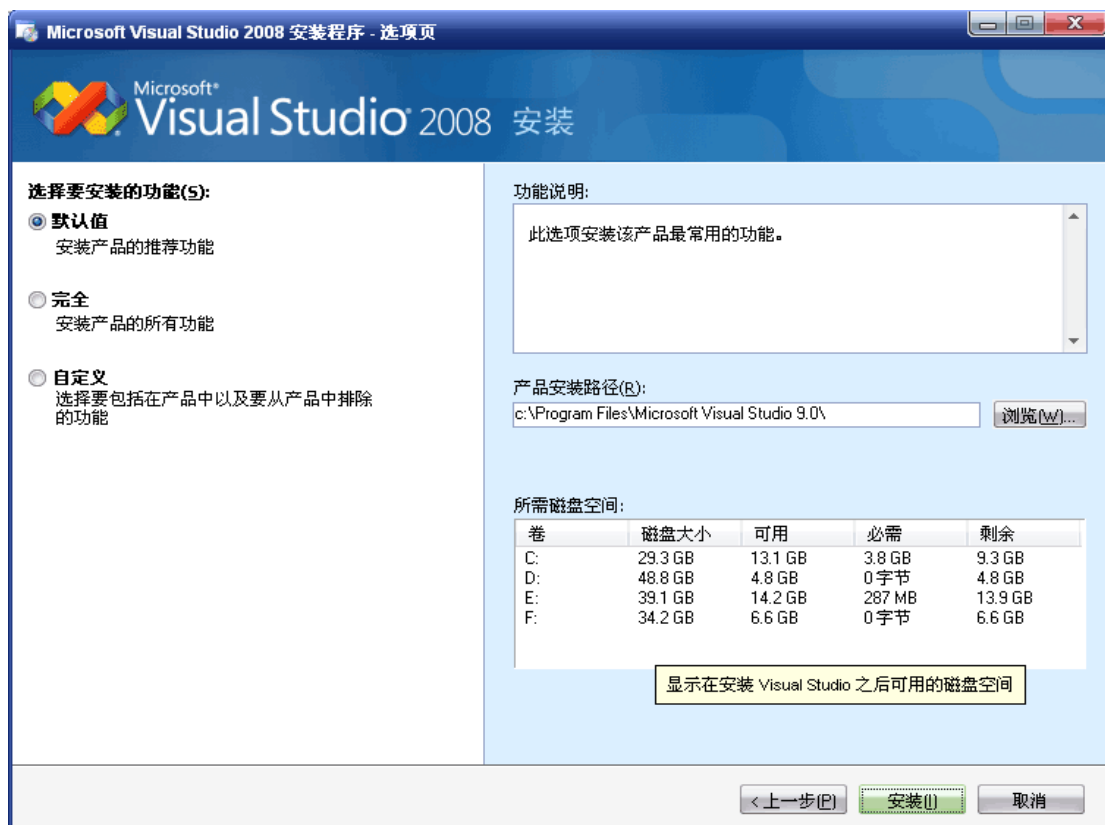 Microsoft Visual Studio 2008 安装程序 - 选项页
Microsoft®
Visual Studio® 2008 安装
选择要安装的功能(S):
默认值
安装产品的推荐功能
完全
安装产品的所有功能
自定义
选择要包括在产品中以及要从产品中排除
的功能
功能说明:
此选项安装该产品最常用的功能。
产品安装路径(R):
c:\Program Files\Microsoft Visual Studio 9.0\
浏览(W)...
所需磁盘空间:
卷 磁盘大小 可用 必需 剩余
C: 29.3 GB 13.1 GB 3.8 GB 9.3 GB
D: 48.8 GB 4.8 GB 0 字节 4.8 GB
E: 39.1 GB 14.2 GB 287 MB 13.9 GB
F: 34.2 GB 6.6 GB 0 字节 6.6 GB
显示在安装 Visual Studio 之后可用的磁盘空间
<上一步(P)
安装(I)
取消